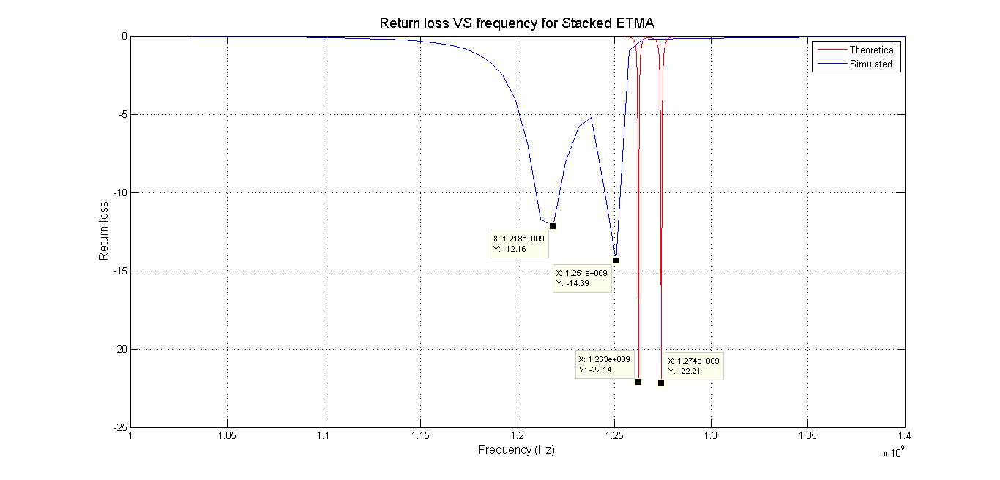 Return loss VS frequency for Stacked ETMA
Theoretical
Simulated
0
-5
-10
-15
-20
-25
Return loss
X: 1.218e+009
Y: -12.16
X: 1.251e+009
Y: -14.39
X: 1.263e+009
Y: -22.14
X: 1.274e+009
Y: -22.21
1
1.05
1.1
1.15
1.2
1.25
1.3
1.35
1.4
Frequency (Hz)
x 10⁹